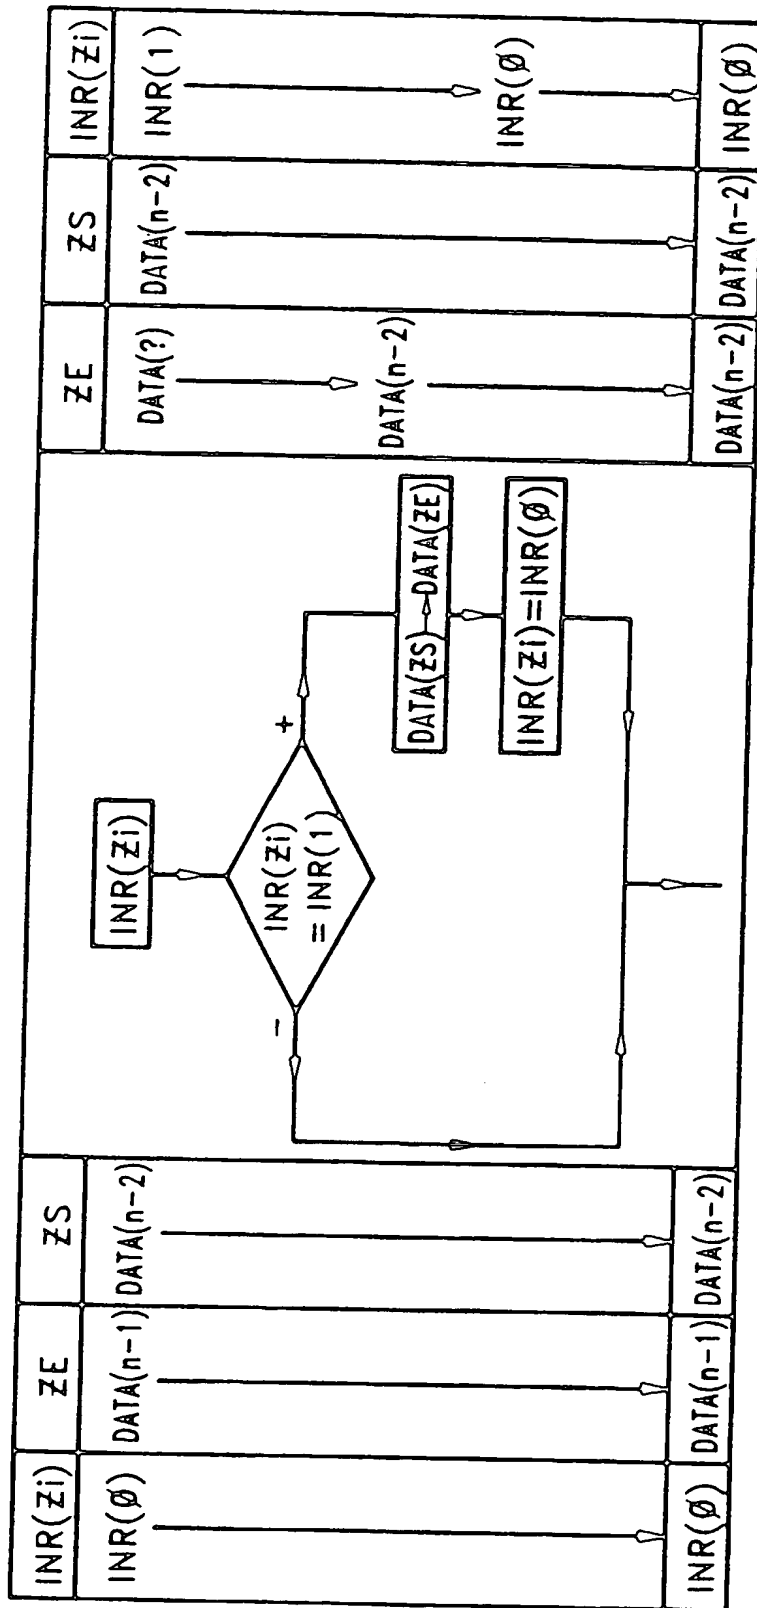 INR(Zi) ZE ZS ZE ZS INR(Zi)
INR(Ø) DATA(n-1) DATA(n-2)
DATA(?) DATA(n-2) INR(1)
INR(Zi)
INR(Zi)
= INR(1)
- +
DATA(n-2)
DATA(ZS) DATA(ZE)
INR(Zi)=INR(Ø)
INR(Ø)
INR(Ø) DATA(n-1) DATA(n-2)
DATA(n-2) DATA(n-2) INR(Ø)